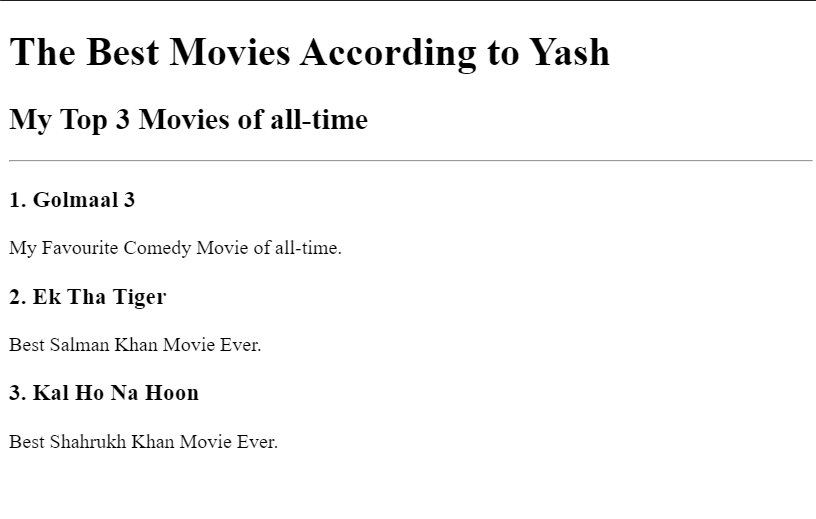 The Best Movies According to Yash
My Top 3 Movies of all-time
1. Golmaal 3
My Favourite Comedy Movie of all-time.
2. Ek Tha Tiger
Best Salman Khan Movie Ever.
3. Kal Ho Na Hoon
Best Shahrukh Khan Movie Ever.